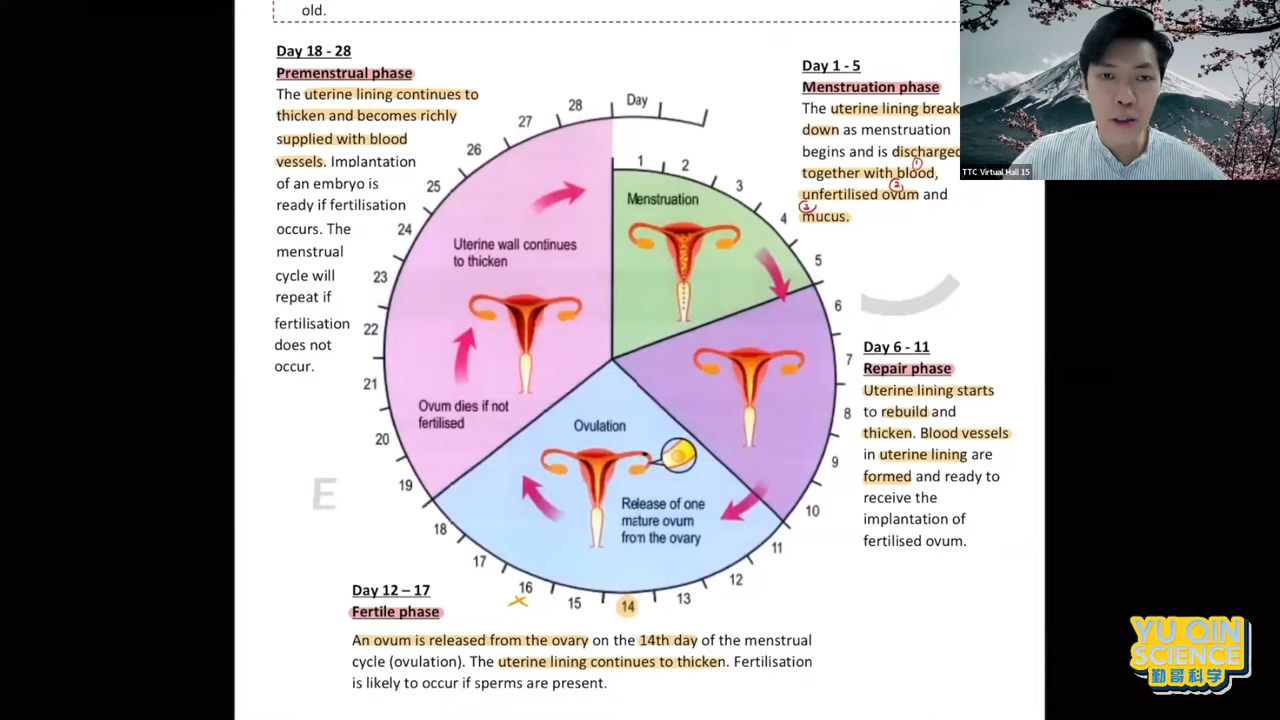 old.
Day 18 - 28
Premenstrual phase
The uterine lining continues to
thicken and becomes richly
supplied with blood
vessels. Implantation
of an embryo is
ready if fertilisation
occurs. The
menstrual
cycle will
repeat if
fertilisation
does not
occur.
Day 1 - 5
Menstruation phase
The uterine lining break
down as menstruation
begins and is discharged
together with blood,
unfertilised ovum and
mucus.
1
2
3
TTC Virtual Hall 15
Day
1
2
3
4
5
6
7
8
9
10
11
12
13
14
15
16
17
18
19
20
21
22
23
24
25
26
27
28
Menstruation
Uterine wall continues
to thicken
Ovum dies if not
fertilised
Ovulation
Release of one
mature ovum
from the ovary
Day 6 - 11
Repair phase
Uterine lining starts
to rebuild and
thicken. Blood vessels
in uterine lining are
formed and ready to
receive the
implantation of
fertilised ovum.
E
Day 12 – 17
Fertile phase
An ovum is released from the ovary on the 14th day of the menstrual
cycle (ovulation). The uterine lining continues to thicken. Fertilisation
is likely to occur if sperms are present.
YU QIN
SCIENCE
勤哥科学